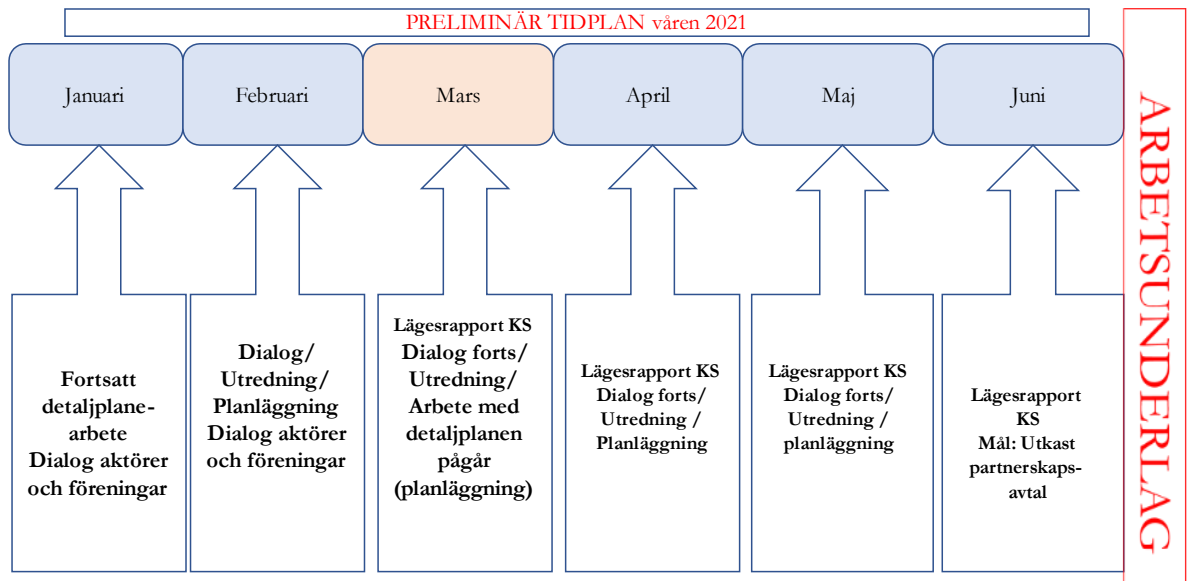 PRELIMINÄR TIDPLAN våren 2021
Januari
Februari
Mars
April
Maj
Juni
Fortsatt
detaljplane-
arbete
Dialog aktörer
och föreningar
Dialog/
Utredning/
Planläggning
Dialog aktörer
och föreningar
Lägesrapport KS
Dialog forts/
Utredning/
Arbete med
detaljplanen
pågår
(planläggning)
Lägesrapport KS
Dialog forts/
Utredning /
Planläggning
Lägesrapport KS
Dialog forts/
Utredning /
planläggning
Lägesrapport
KS
Mål: Utkast
partnerskaps-
avtal
ARBETSUNDERLAG